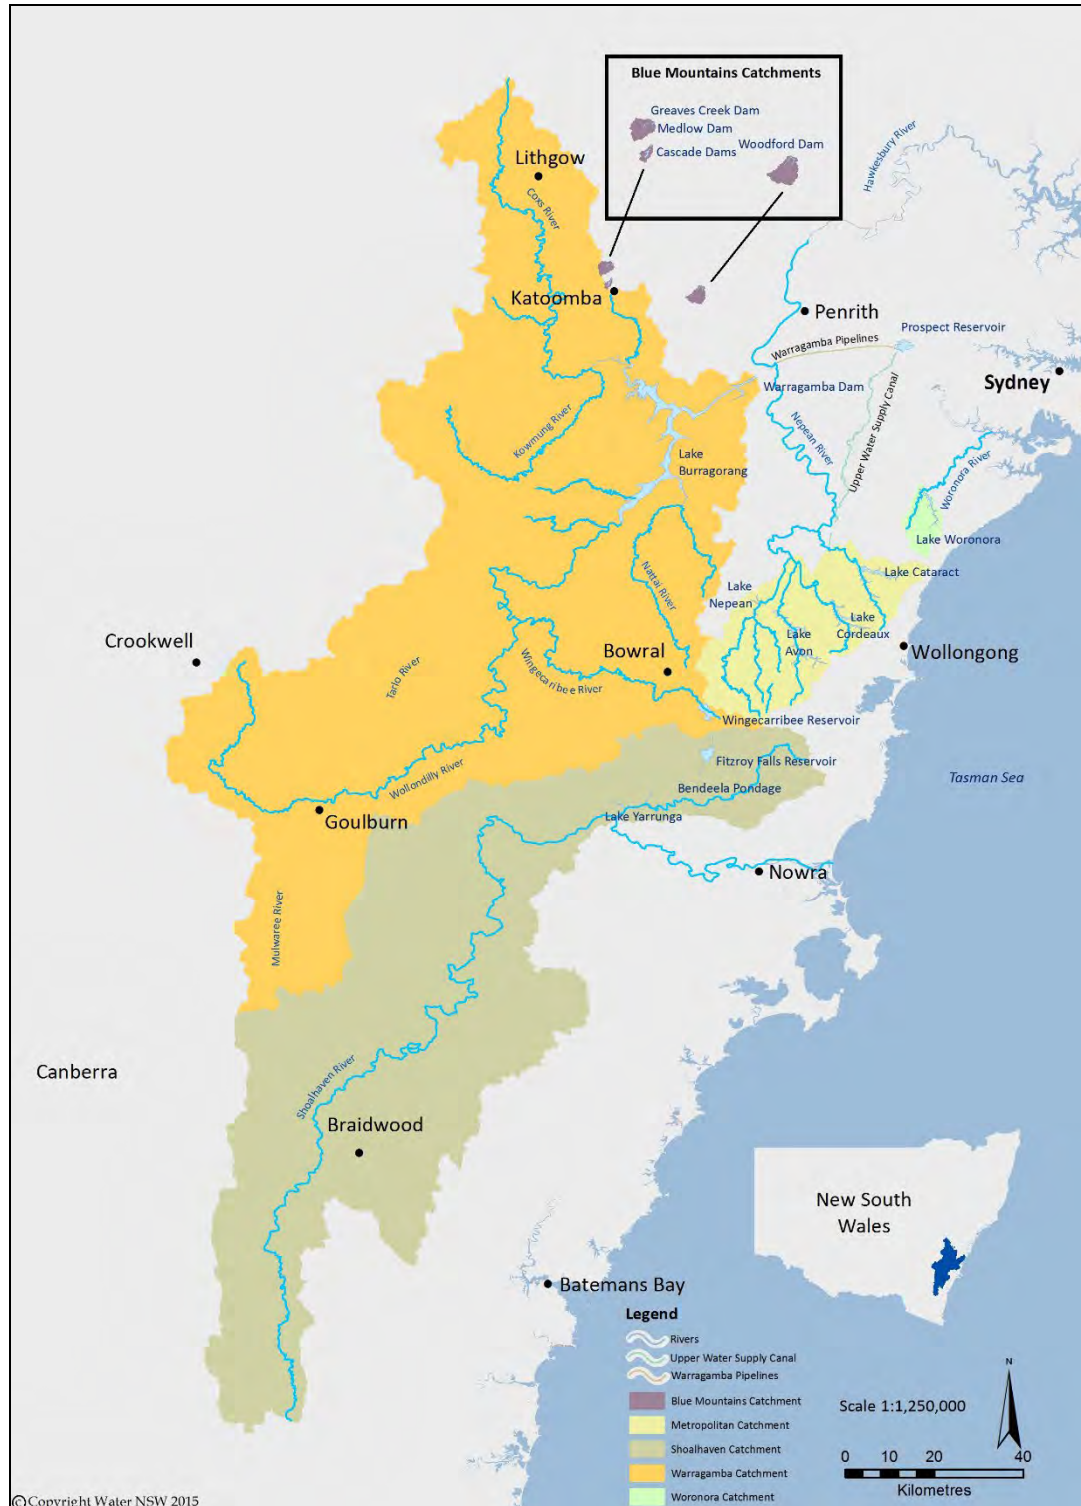 Blue Mountains Catchments
Greaves Creek Dam
Medlow Dam
Woodford Dam
Cascade Dams
Hawkesbury River
Lithgow
Coxs River
Katoomba
Penrith
Prospect Reservoir
Warragamba Pipelines
Sydney
Warragamba Dam
Nepean River
Upper Water Supply Canal
Kowmung River
Lake
Burragorang
Woronora River
Lake Woronora
Lake Cataract
Nattai River
Lake
Nepean
Lake
Cordeaux
Lake
Avon
Crookwell
Bowral
Wollongong
Tarlo River
Wingecarribee River
Wingecarribee Reservoir
Fitzroy Falls Reservoir
Tasman Sea
Wollondilly River
Bendeela Pondage
Goulburn
Lake Yarrunga
Nowra
Mulwaree River
Canberra
Shoalhaven River
Braidwood
New South
Wales
Batemans Bay
Legend
Rivers
Upper Water Supply Canal
Warragamba Pipelines
Blue Mountains Catchment
Metropolitan Catchment
Shoalhaven Catchment
Warragamba Catchment
Woronora Catchment
N
Scale 1:1,250,000
0 10 20 40
Kilometres
© Copyright Water NSW 2015